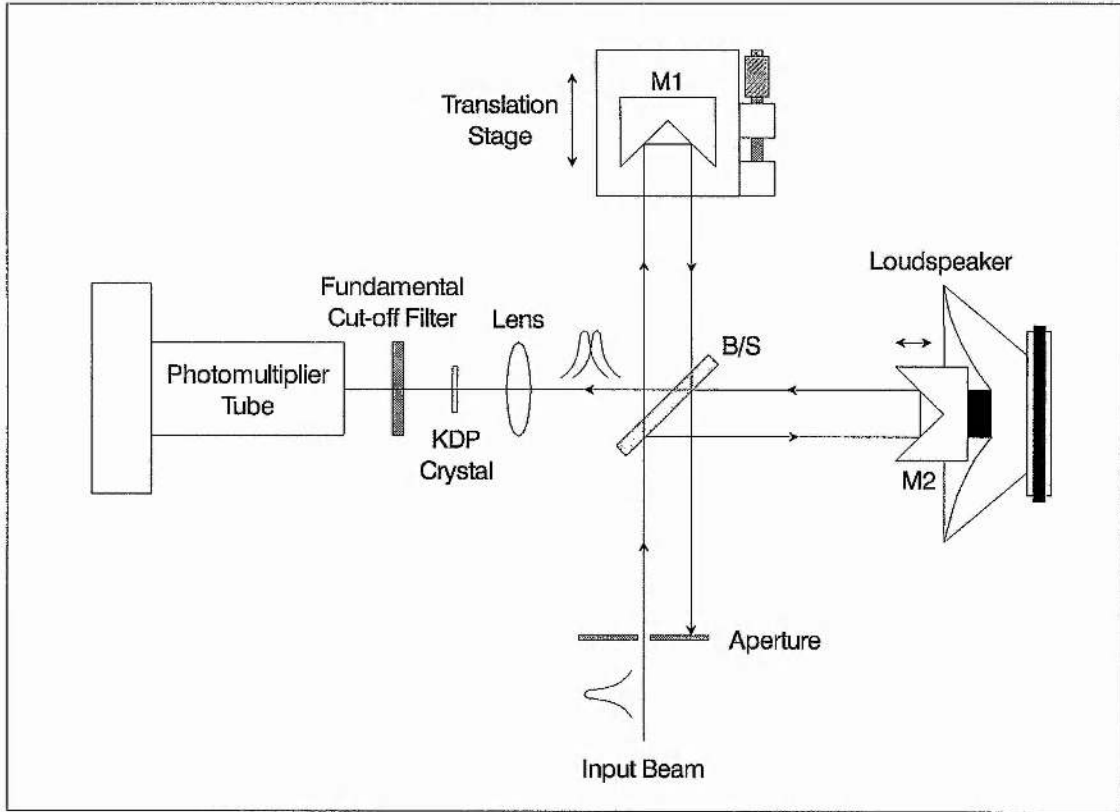 M1
Translation
Stage
Loudspeaker
Fundamental
Cut-off Filter
Lens
B/S
Photomultiplier
Tube
KDP
Crystal
M2
Aperture
Input Beam